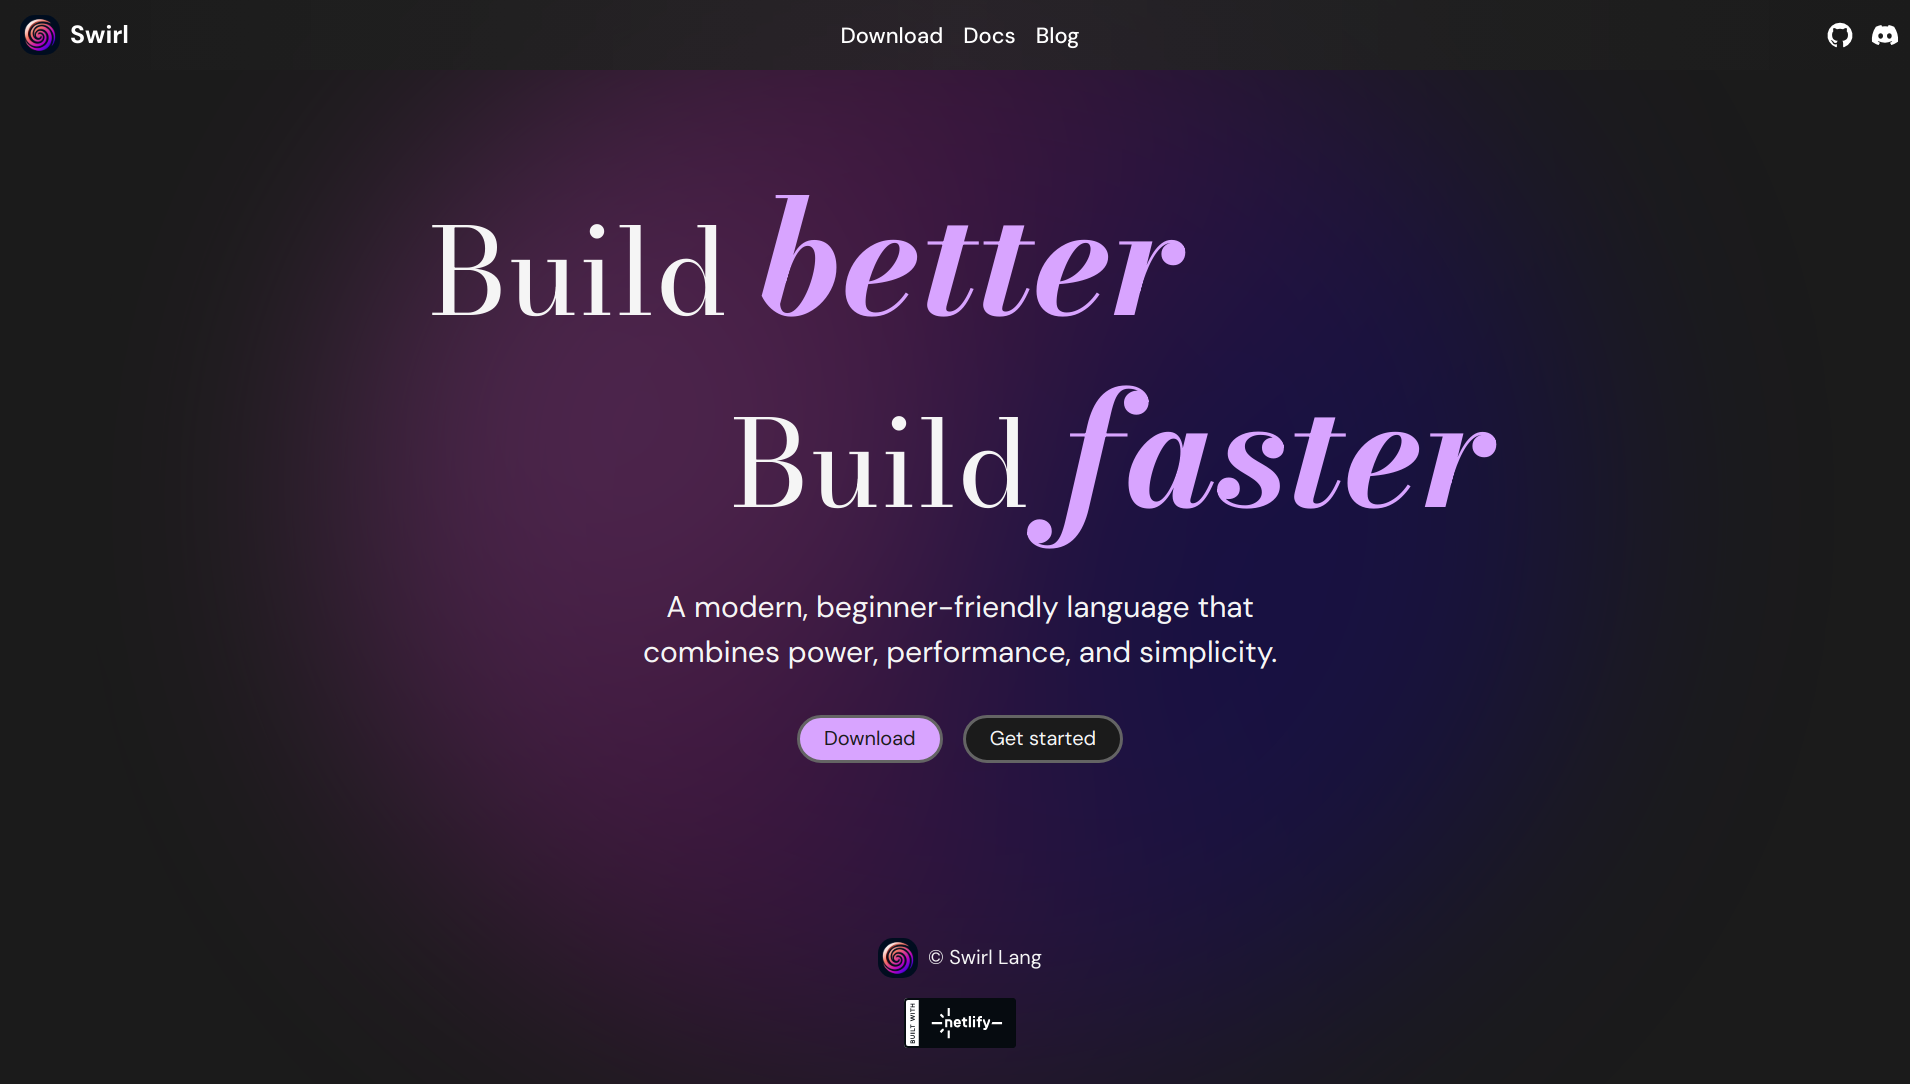 Swirl
Download Docs Blog
Build better
Build faster
A modern, beginner-friendly language that
combines power, performance, and simplicity.
Download
Get started
© Swirl Lang
BUILT WITH
netlify